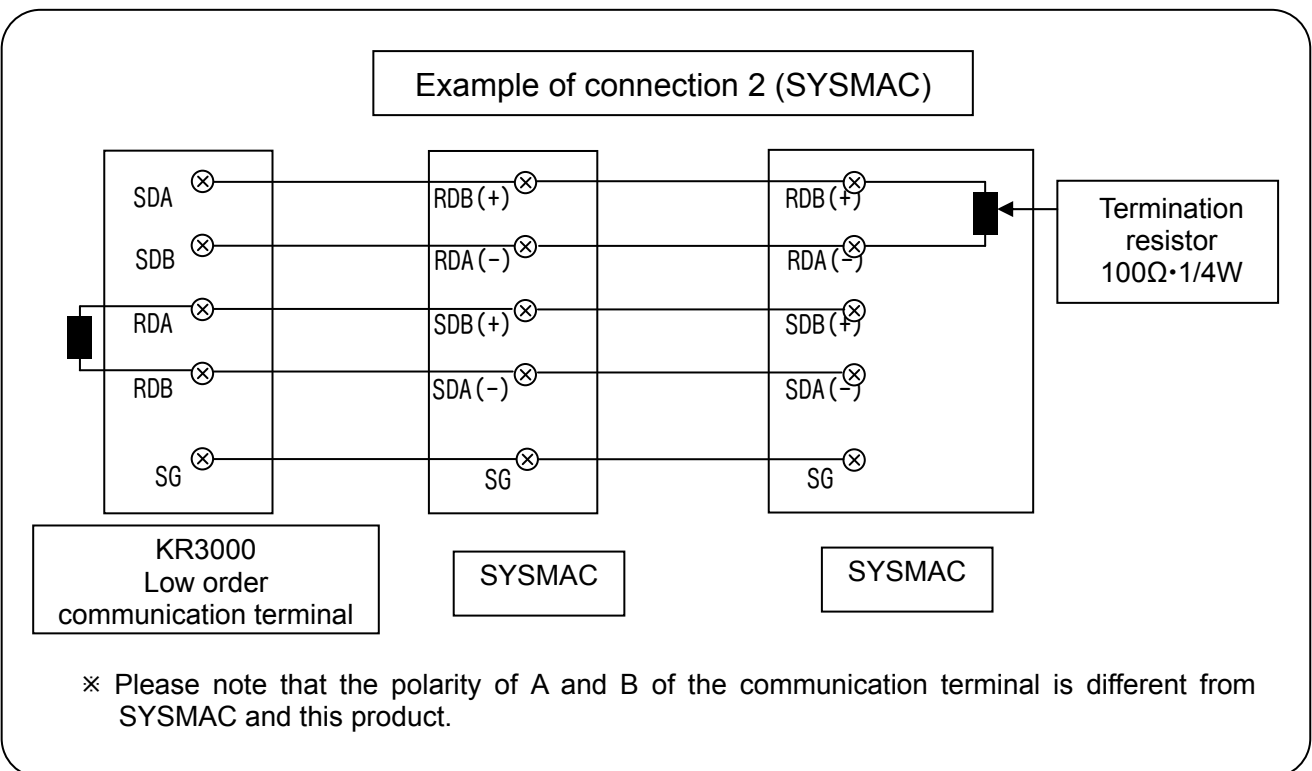 Example of connection 2 (SYSMAC)
SDA
SDB
RDA
RDB
SG
RDB(+)
RDA(-)
SDB(+)
SDA(-)
SG
RDB(+)
RDA(-)
SDB(+)
SDA(-)
SG
Termination
resistor
100Ω・1/4W
KR3000
Low order
communication terminal
SYSMAC
SYSMAC
※ Please note that the polarity of A and B of the communication terminal is different from
SYSMAC and this product.